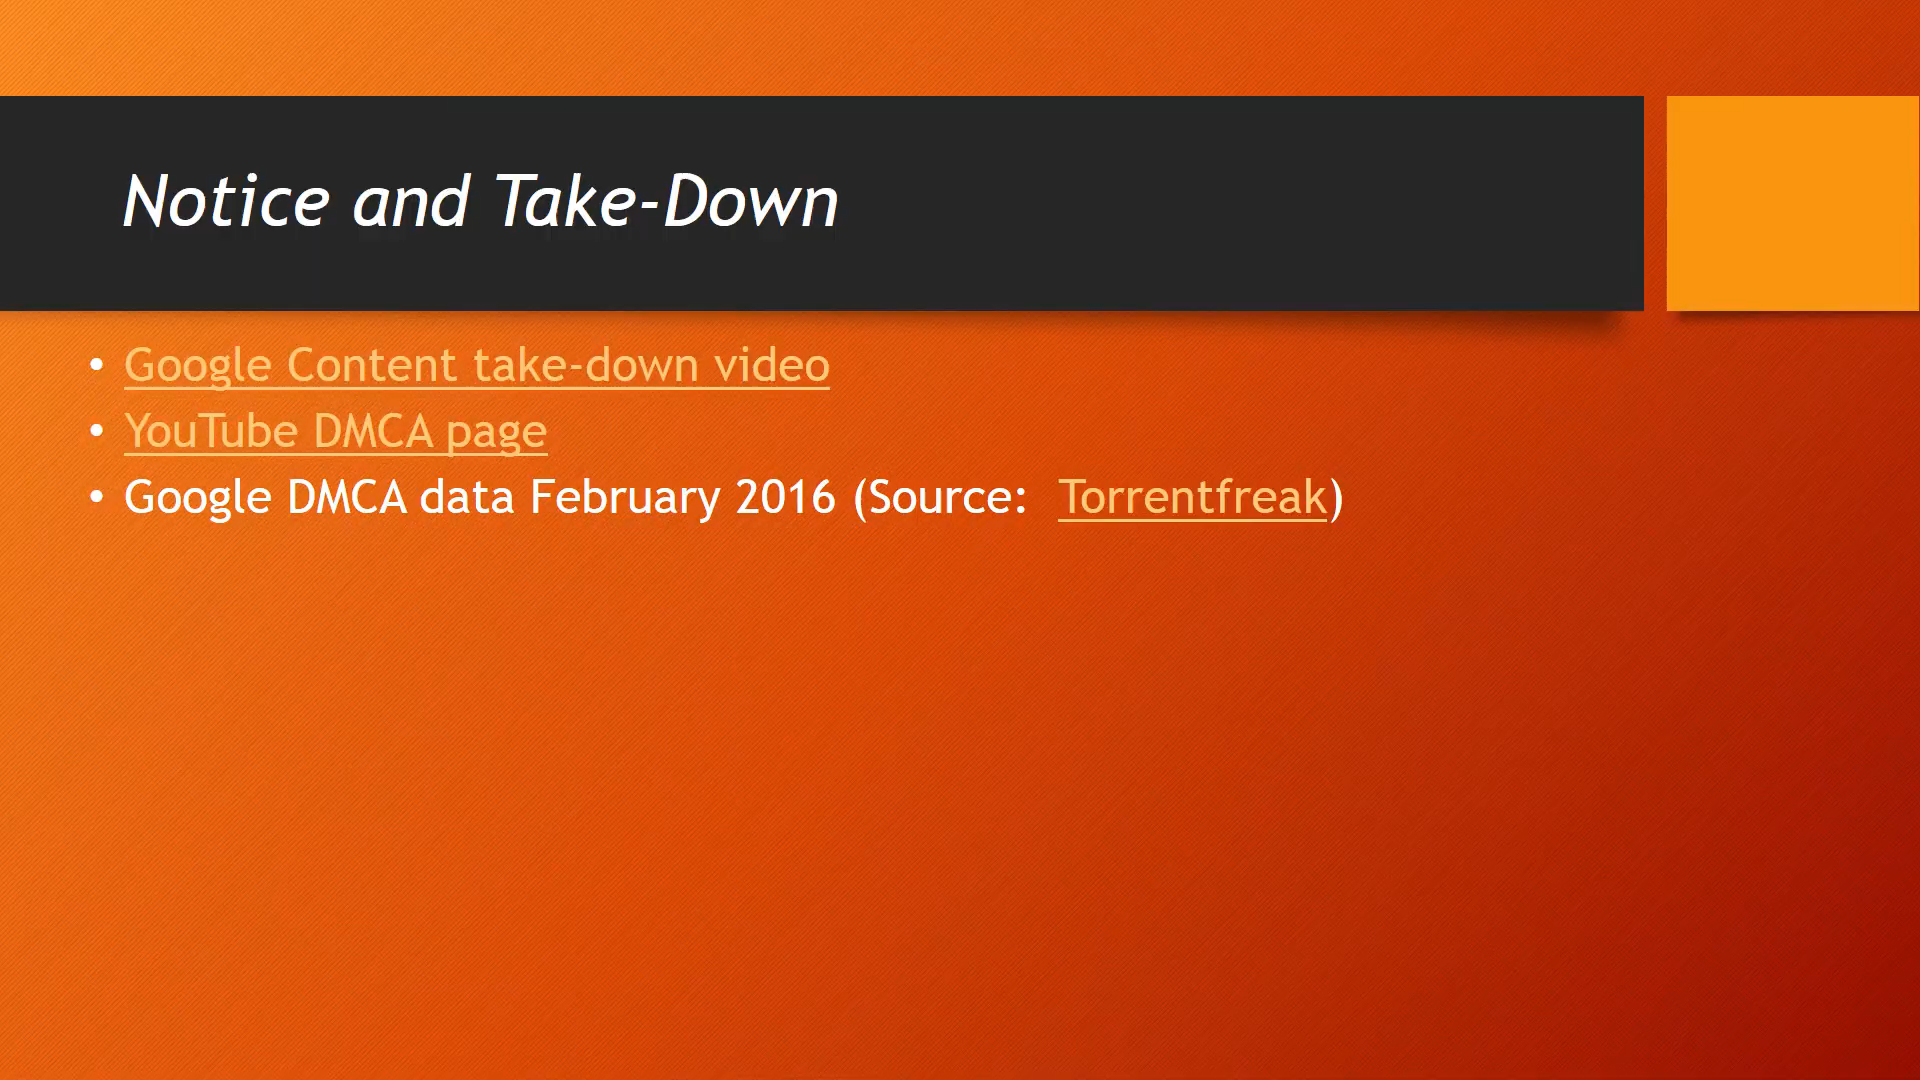 Notice and Take-Down
• Google Content take-down video
• YouTube DMCA page
• Google DMCA data February 2016 (Source:  Torrentfreak)